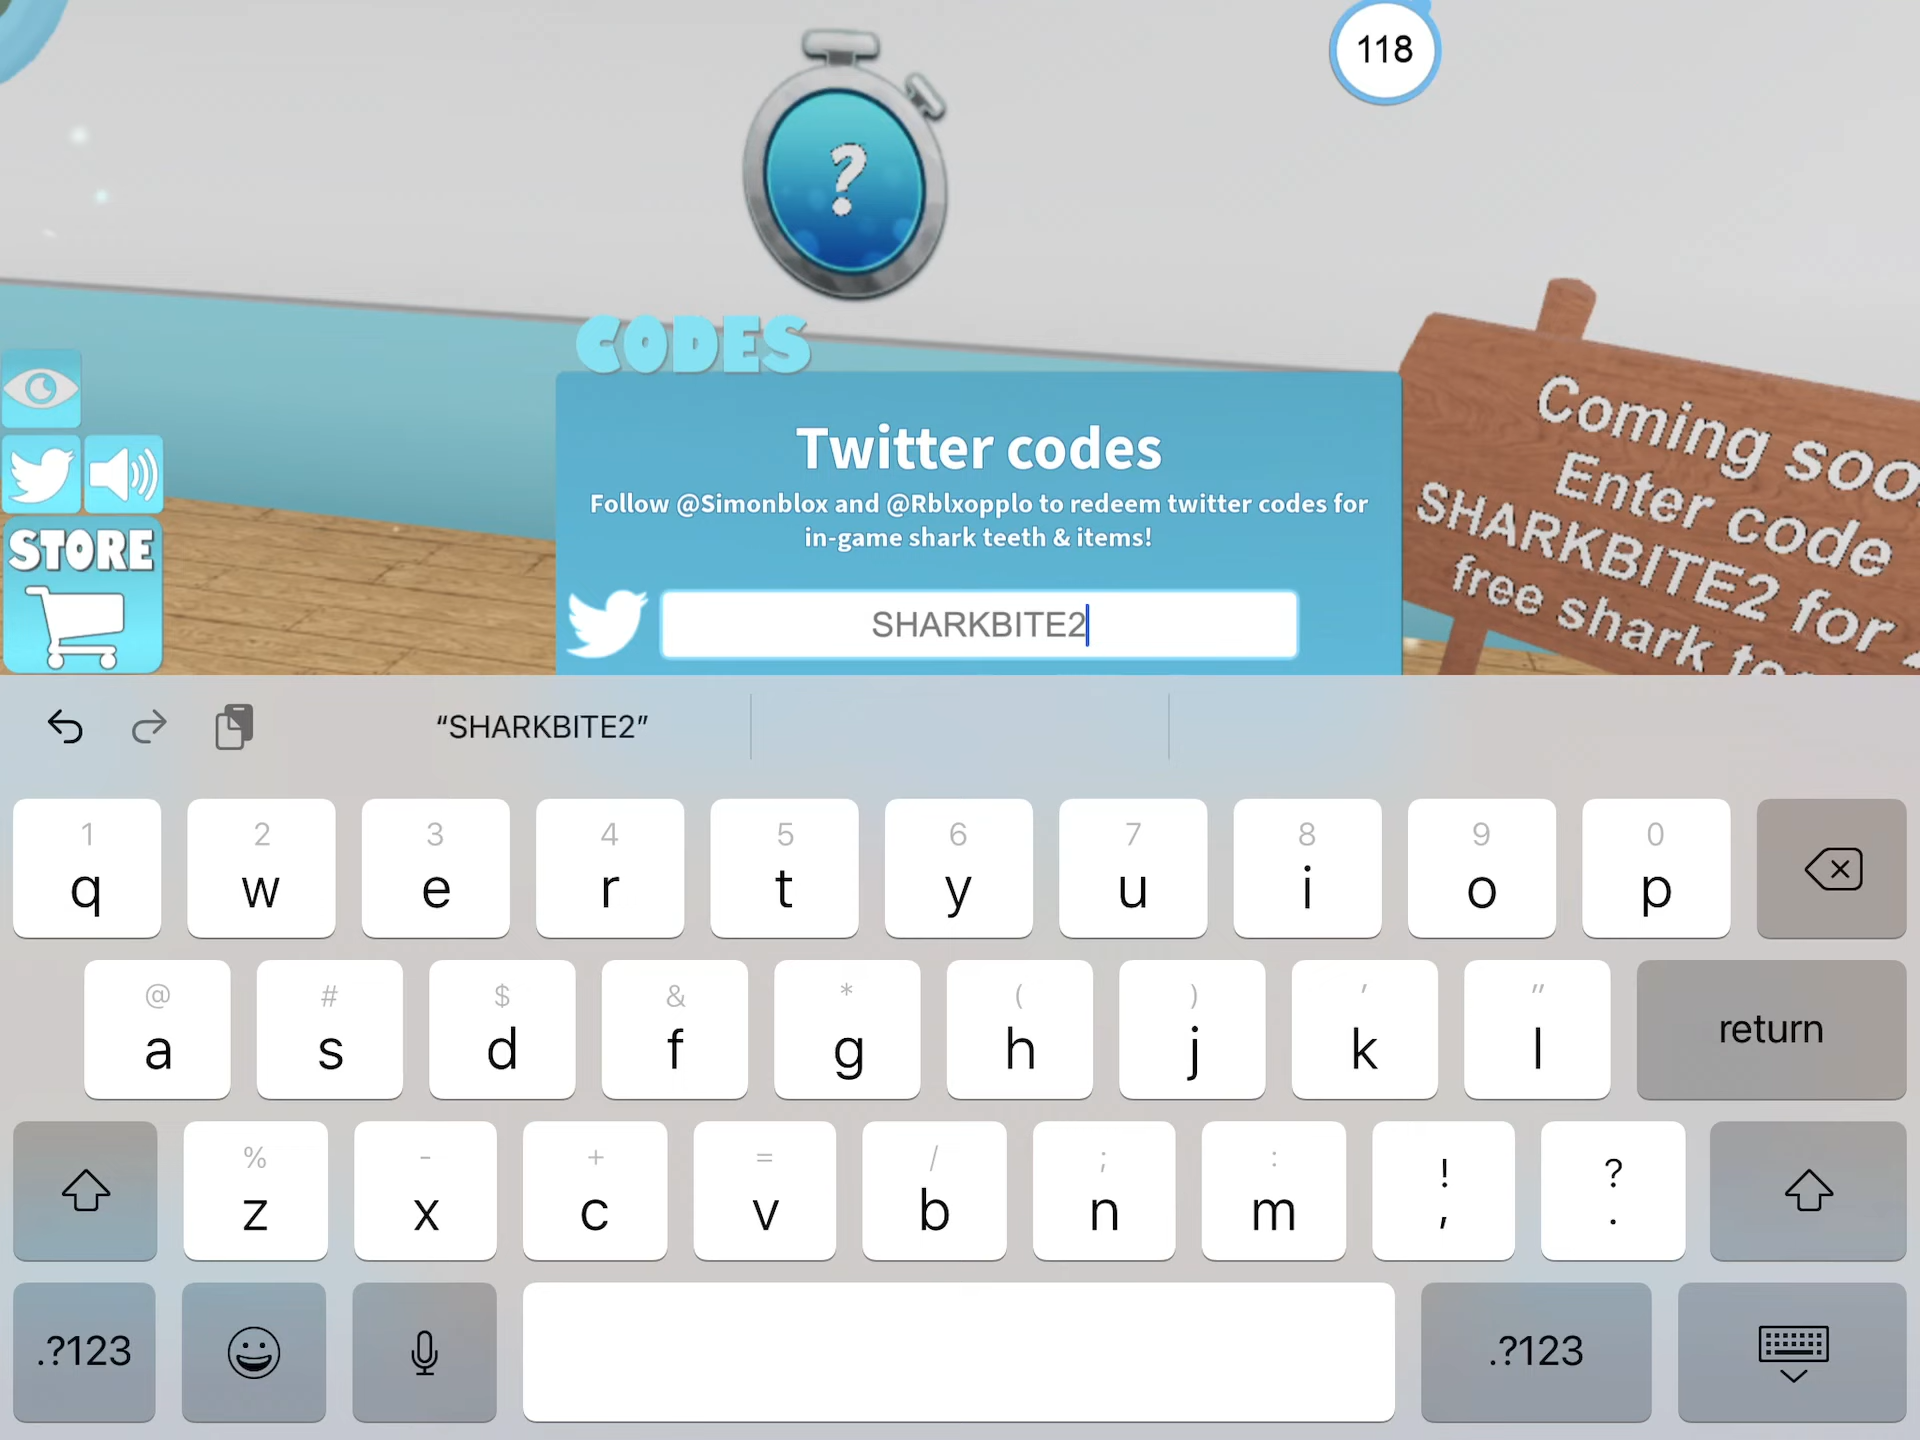 118
?
CODES
Twitter codes
Follow @Simonblox and @Rblxopplo to redeem twitter codes for
in-game shark teeth & items!
SHARKBITE2
Coming soo
Enter code
SHARKBITE2 for
free shark
STORE
“SHARKBITE2”
1 2 3 4 5 6 7 8 9 0
q w e r t y u i o p
@ # $ & * ( ) ' "
a s d f g h j k l return
% - + = / ; : ! ?
z x c v b n m , .
.?123 .?123